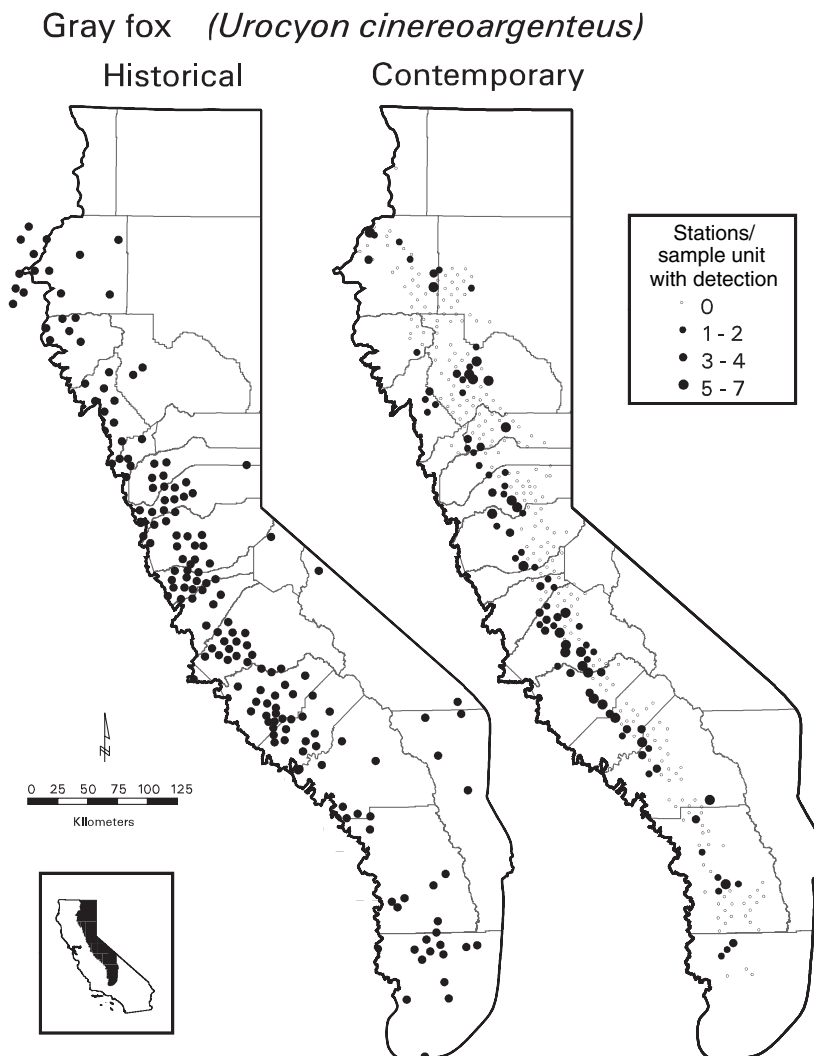 Gray fox (Urocyon cinereoargenteus)
Historical
Contemporary
Stations/
sample unit
with detection
0
1 - 2
3 - 4
5 - 7
N
0 25 50 75 100 125
Kilometers